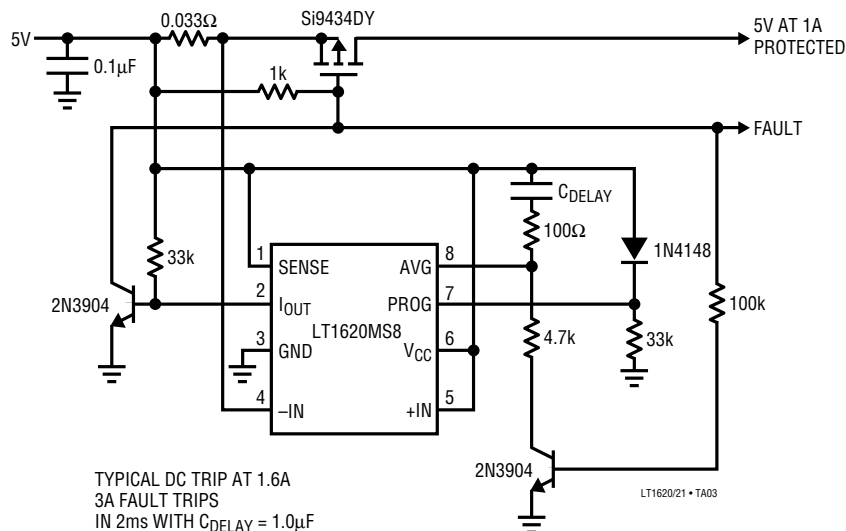 Si9434DY
0.033Ω
5V
5V AT 1A
PROTECTED
0.1µF
1k
FAULT
C_DELAY
100Ω
33k
1
SENSE
AVG
8
1N4148
2N3904
2
I_OUT
PROG
7
100k
LT1620MS8
3
GND
V_CC
6
4.7k
33k
4
–IN
+IN
5
2N3904
LT1620/21 • TA03
TYPICAL DC TRIP AT 1.6A
3A FAULT TRIPS
IN 2ms WITH C_DELAY = 1.0µF